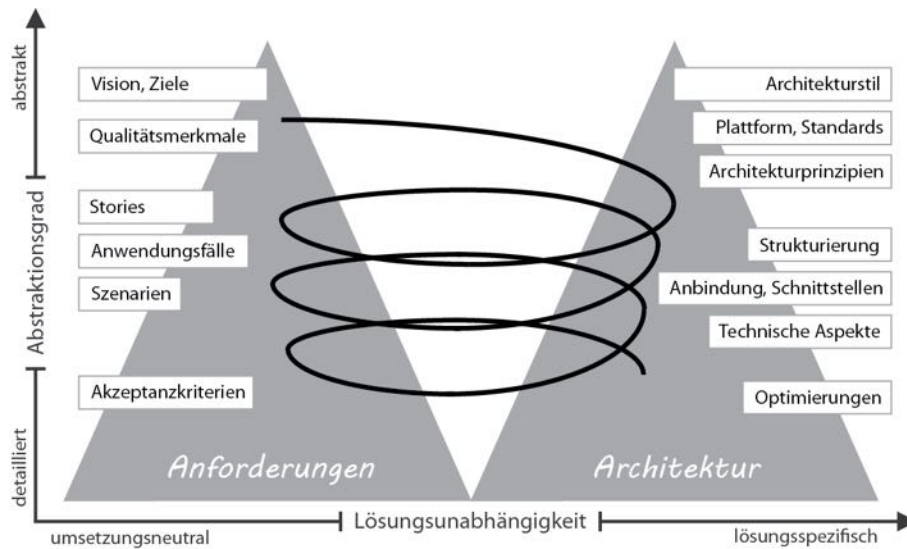 abstrakt
Abstraktionsgrad
detailliert
Vision, Ziele
Qualitätsmerkmale
Stories
Anwendungsfälle
Szenarien
Akzeptanzkriterien
Anforderungen
Architekturstil
Plattform, Standards
Architekturprinzipien
Strukturierung
Anbindung, Schnittstellen
Technische Aspekte
Optimierungen
Architektur
umsetzungsneutral
Lösungsunabhängigkeit
lösungsspezifisch